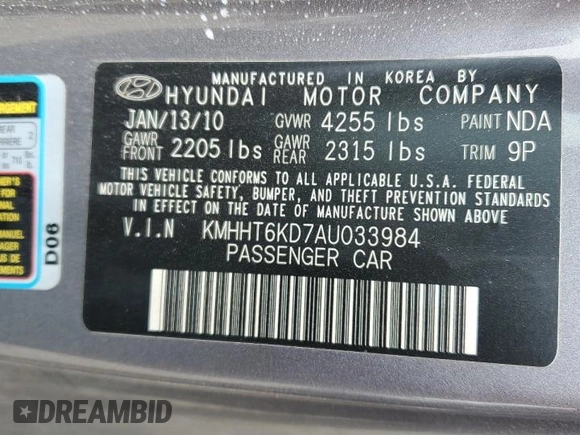 MANUFACTURED IN KOREA BY
HYUNDAI MOTOR COMPANY
JAN/13/10 GVWR 4255 lbs PAINT NDA
GAWR FRONT 2205 lbs GAWR REAR 2315 lbs TRIM 9P
THIS VEHICLE CONFORMS TO ALL APPLICABLE U.S.A. FEDERAL
MOTOR VEHICLE SAFETY, BUMPER, AND THEFT PREVENTION STANDARDS
IN EFFECT ON THE DATE OF MANUFACTURE SHOWN ABOVE
V.I.N KMHHT6KD7AU033984
PASSENGER CAR
D06
DREAMBID